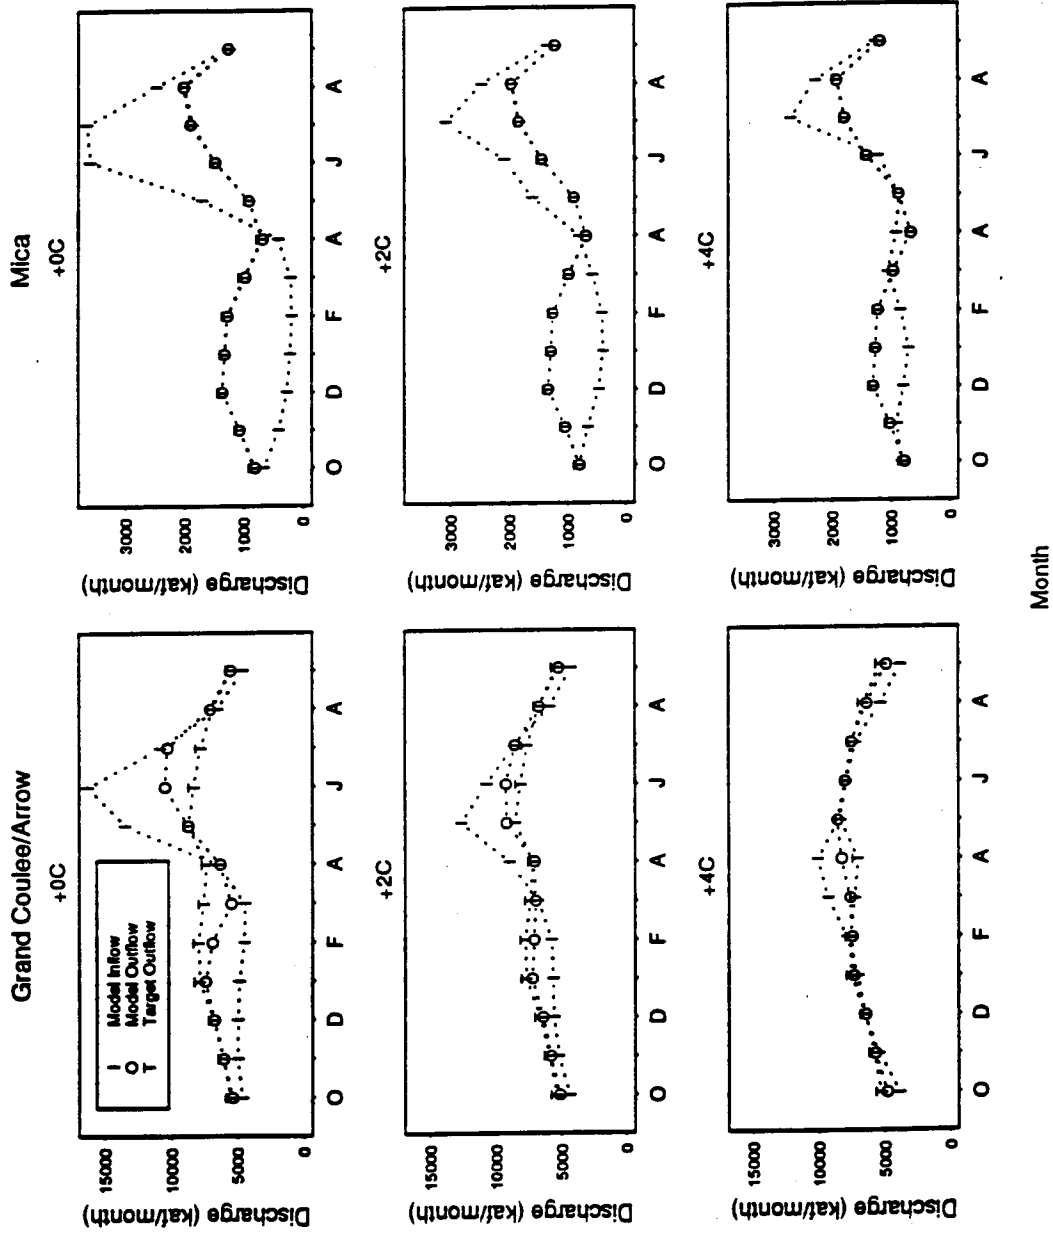 Grand Coulee/Arrow
+0C
I Model Inflow
O Model Outflow
T Target Outflow
Discharge (kaf/month)
0 5000 10000 15000
O D F A J A
+2C
Discharge (kaf/month)
0 5000 10000 15000
O D F A J A
+4C
Discharge (kaf/month)
0 5000 10000 15000
O D F A J A
Mica
+0C
Discharge (kaf/month)
0 1000 2000 3000
O D F A J A
+2C
Discharge (kaf/month)
0 1000 2000 3000
O D F A J A
+4C
Discharge (kaf/month)
0 1000 2000 3000
O D F A J A
Month